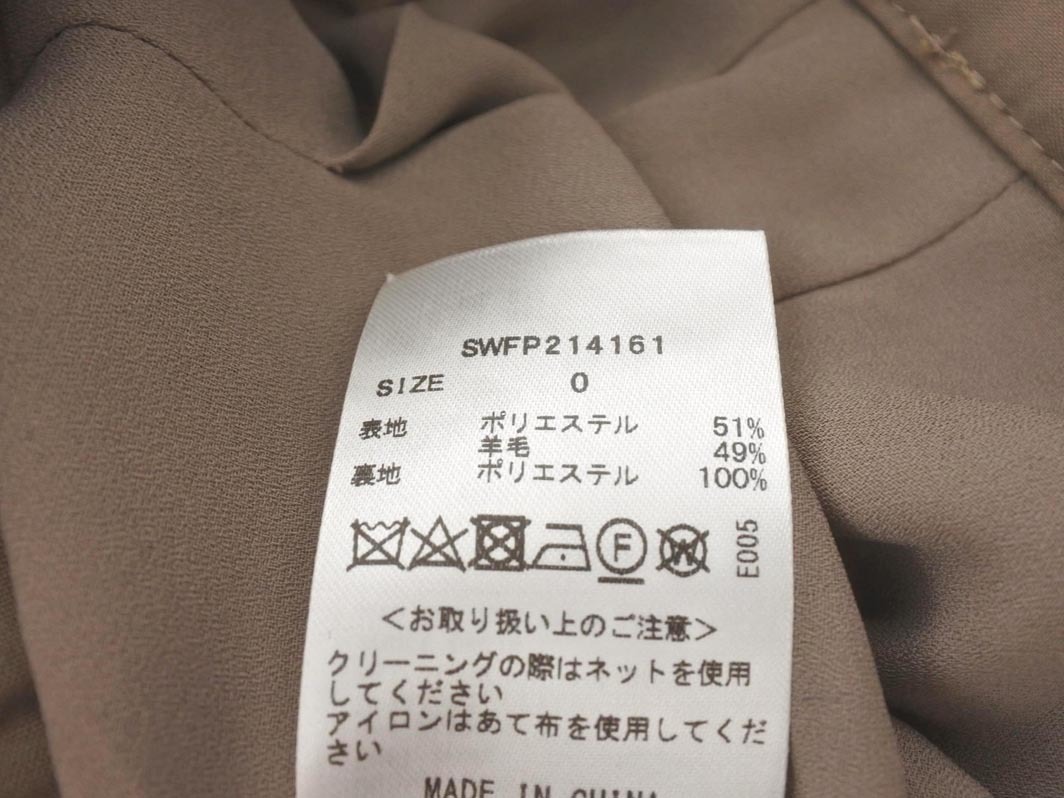 SWFP214161
SIZE 0
表地 ポリエステル 51%
羊毛 49%
裏地 ポリエステル 100%
F W E005
＜お取り扱い上のご注意＞
クリーニングの際はネットを使用
してください
アイロンはあて布を使用してくだ
さい
MADE IN CHINA